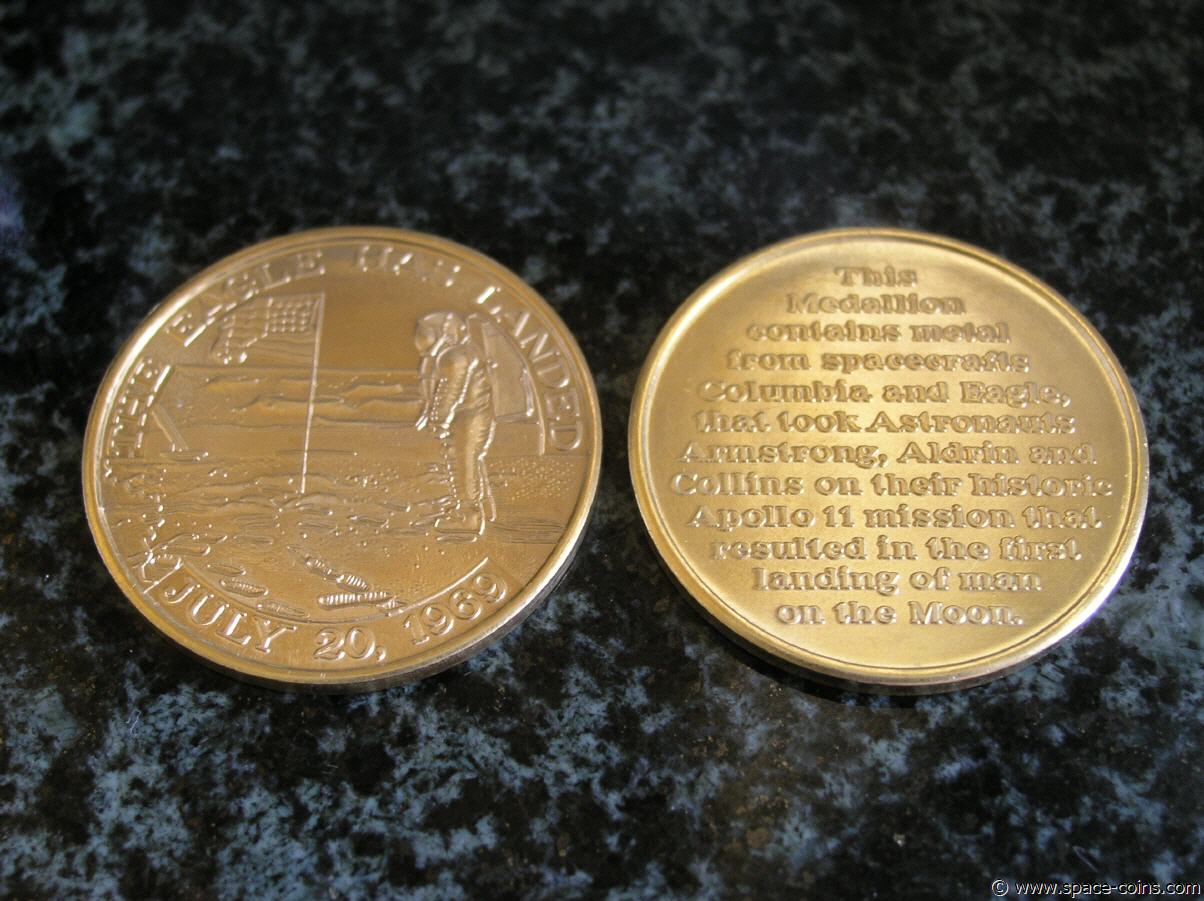 THE EAGLE HAS LANDED
JULY 20, 1969
This
Medallion
contains metal
from spacecrafts
Columbia and Eagle,
that took Astronauts
Armstrong, Aldrin and
Collins on their historic
Apollo 11 mission that
resulted in the first
landing of man
on the Moon.
© www.space-coins.com